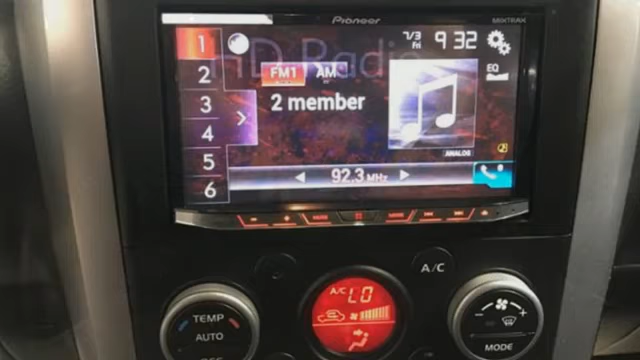 Pioneer
MIXTRAX
HD Radio
7/3
Fri
9 32
1
FM1
AM
EQ
2
2 member
3
4
ANALOG
5
92.3 MHz
6
A/C
A/C LO
TEMP
AUTO
MODE